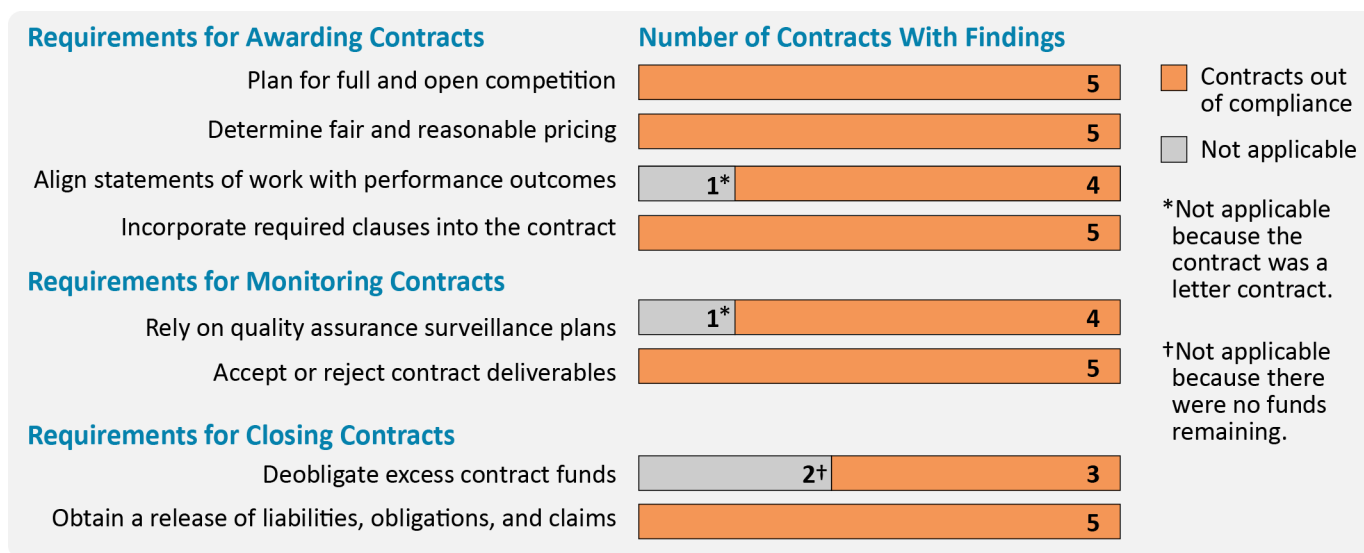 Requirements for Awarding Contracts
Number of Contracts With Findings
Plan for full and open competition
5
Determine fair and reasonable pricing
5
Align statements of work with performance outcomes
1*
4
Incorporate required clauses into the contract
5
Requirements for Monitoring Contracts
Rely on quality assurance surveillance plans
1*
4
Accept or reject contract deliverables
5
Requirements for Closing Contracts
Deobligate excess contract funds
2†
3
Obtain a release of liabilities, obligations, and claims
5
Contracts out
of compliance
Not applicable
*Not applicable
because the
contract was a
letter contract.
†Not applicable
because there
were no funds
remaining.